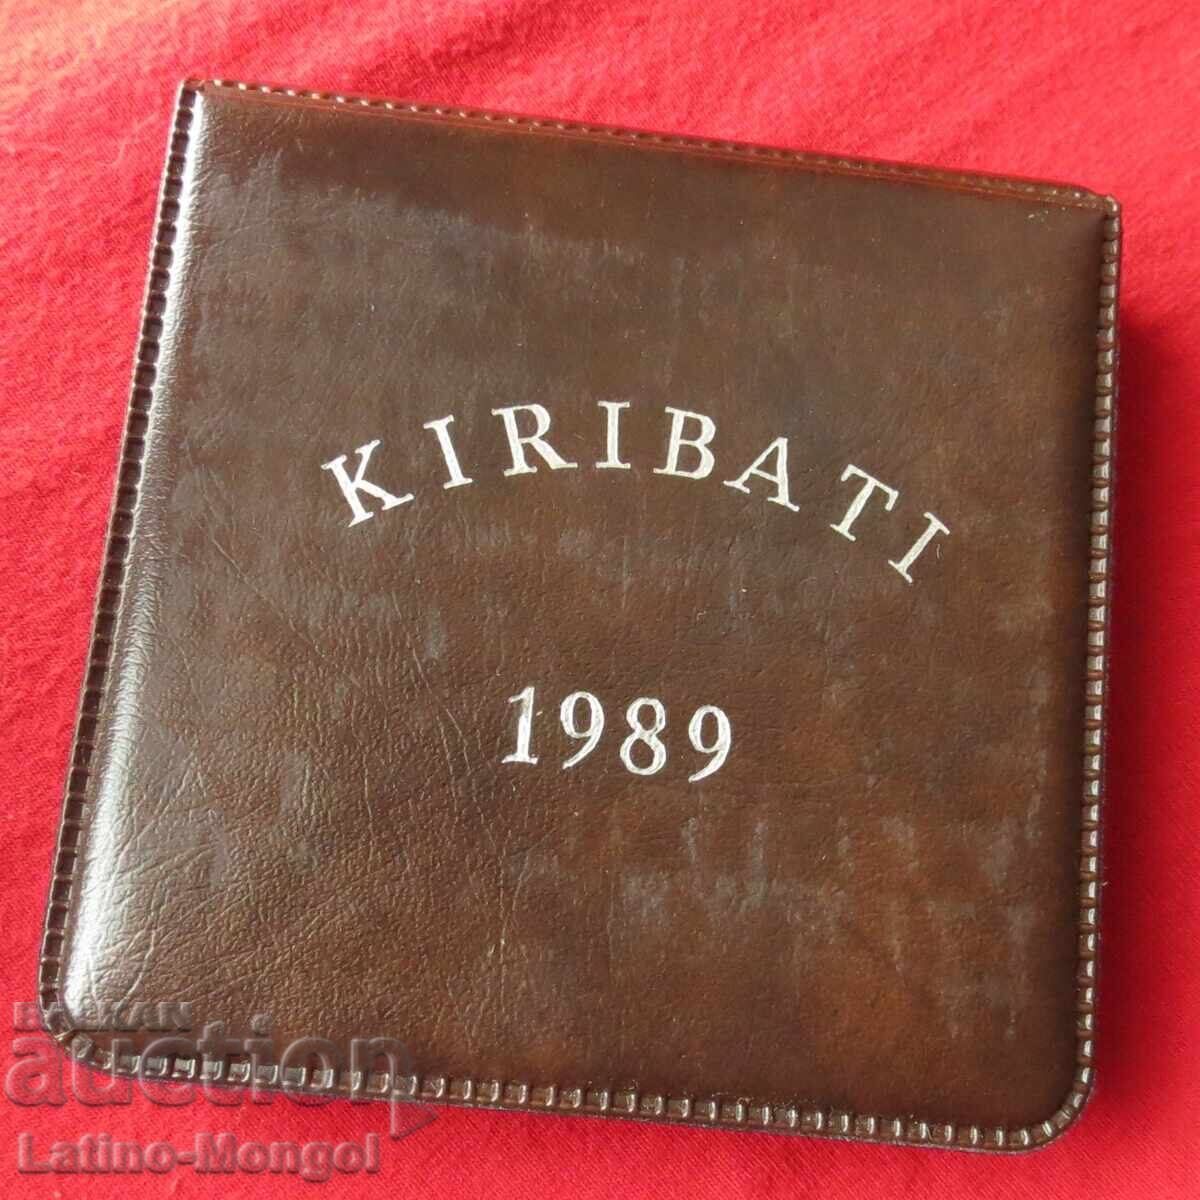 KIRIBATI
1989
BALKAN
auction
Latino-Mongol